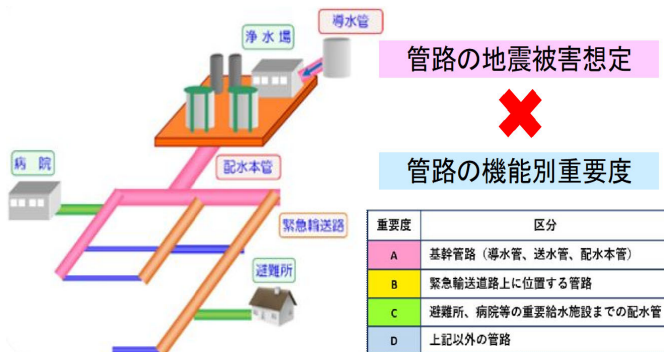 導水管
浄水場
管路の地震被害想定
病院
配水本管
管路の機能別重要度
緊急輸送路
避難所
重要度 区分
A 基幹管路（導水管、送水管、配水本管）
B 緊急輸送道路上に位置する管路
C 避難所、病院等の重要給水施設までの配水管
D 上記以外の管路